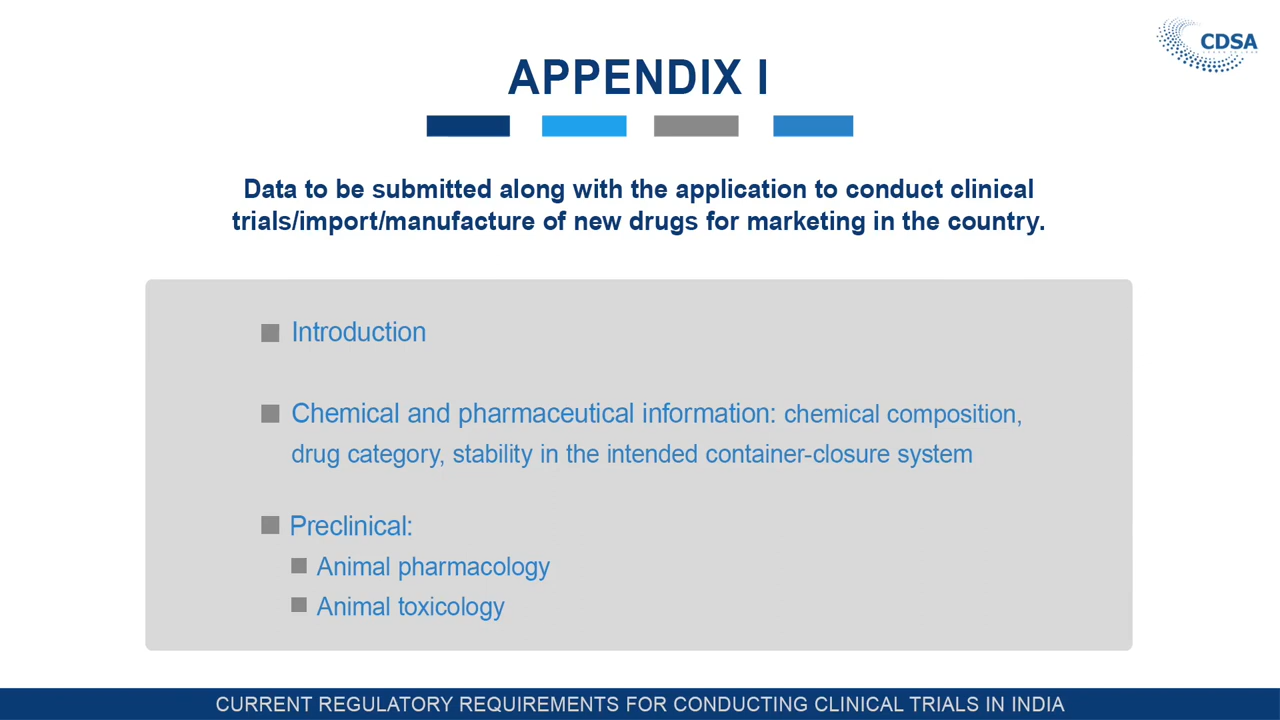 CDSA
APPENDIX I
Data to be submitted along with the application to conduct clinical
trials/import/manufacture of new drugs for marketing in the country.
Introduction
Chemical and pharmaceutical information: chemical composition,
drug category, stability in the intended container-closure system
Preclinical:
Animal pharmacology
Animal toxicology
CURRENT REGULATORY REQUIREMENTS FOR CONDUCTING CLINICAL TRIALS IN INDIA